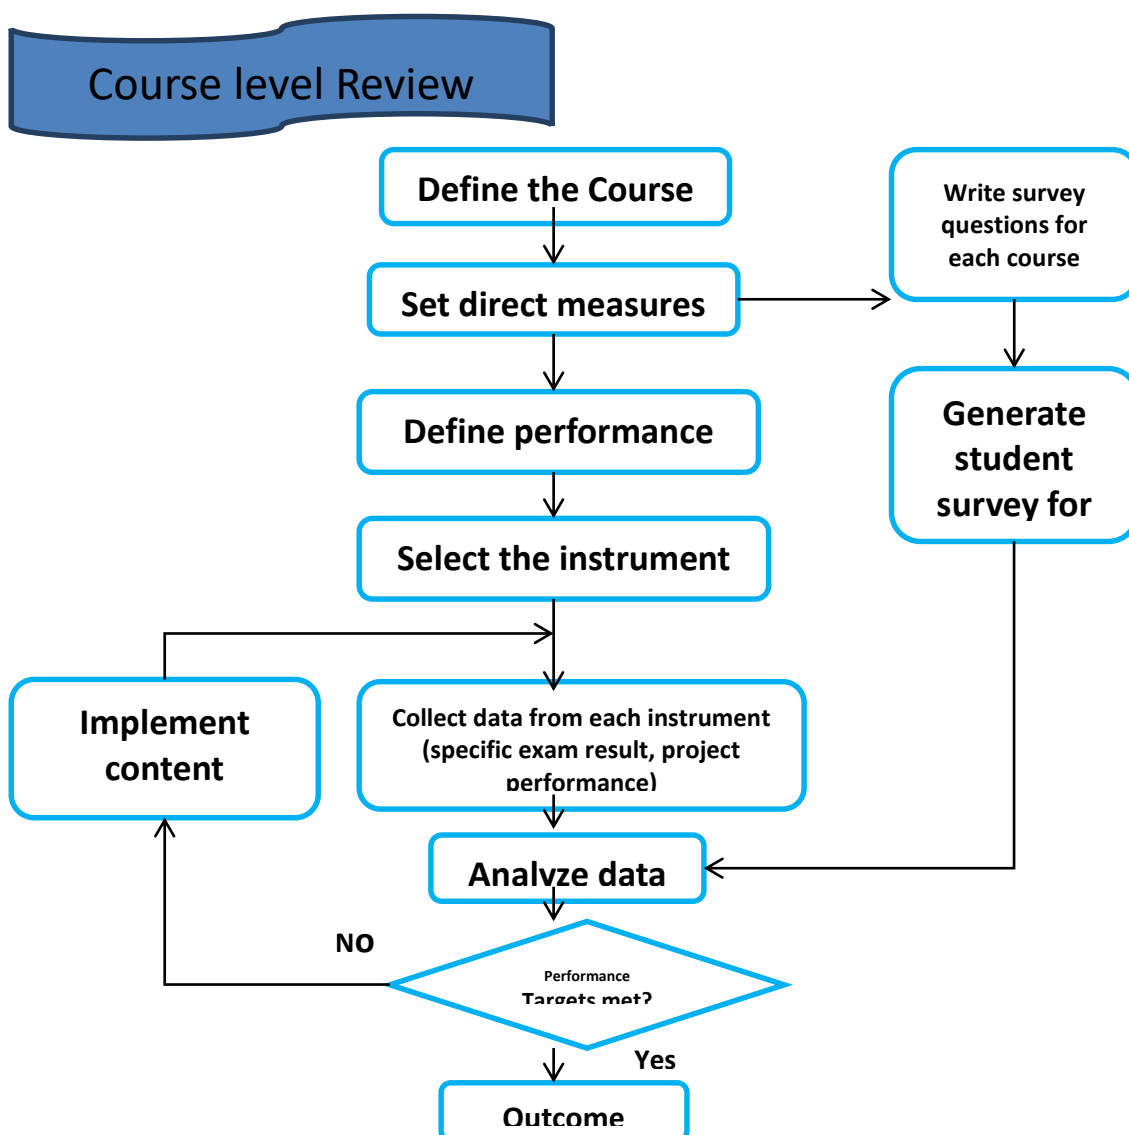 Course level Review
Define the Course
Write survey
questions for
each course
Set direct measures
Define performance
Generate
student
survey for
Select the instrument
Implement
content
Collect data from each instrument
(specific exam result, project
performance)
Analyze data
NO
Performance
Targets met?
Yes
Outcome